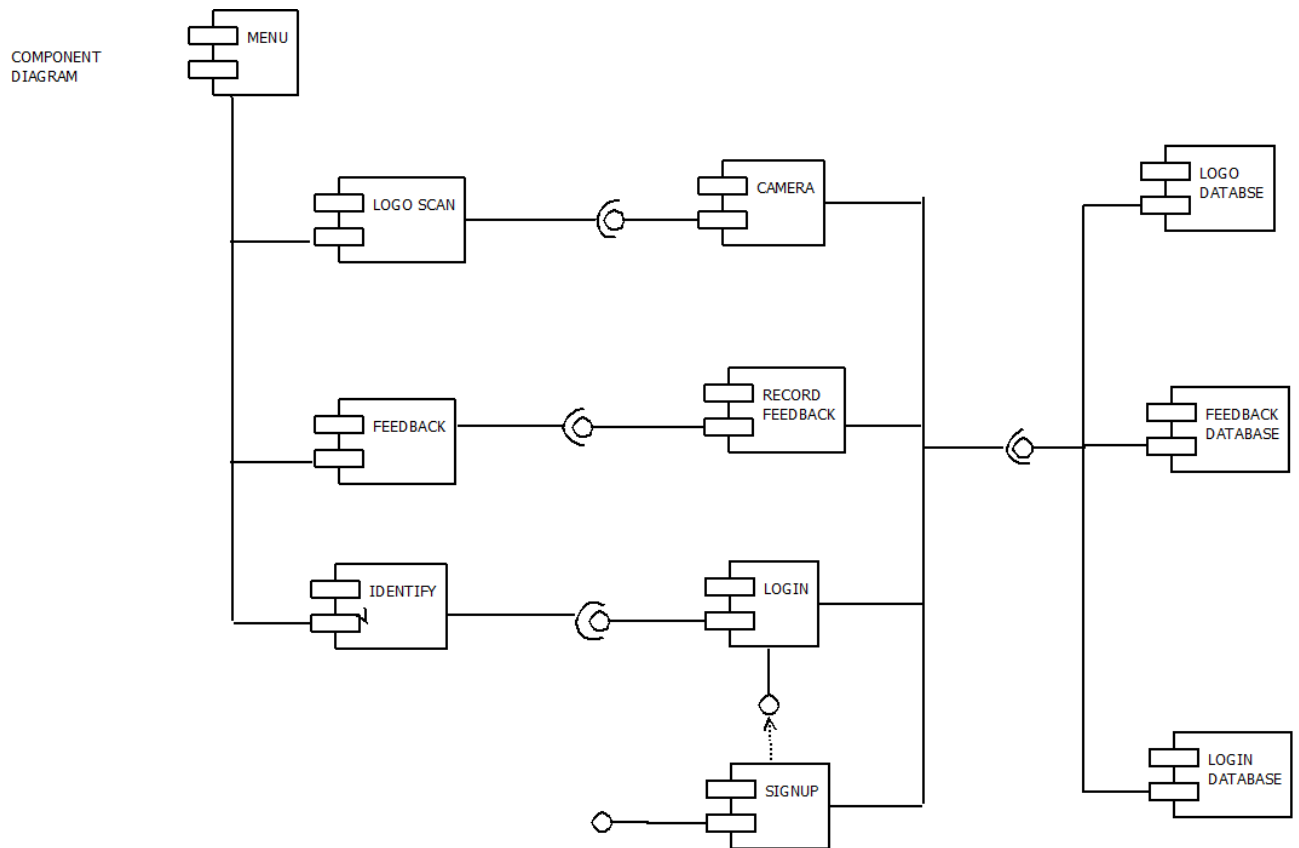 MENU
COMPONENT
DIAGRAM
LOGO SCAN
CAMERA
LOGO
DATABSE
FEEDBACK
RECORD
FEEDBACK
FEEDBACK
DATABASE
IDENTIFY
LOGIN
LOGIN
DATABASE
SIGNUP